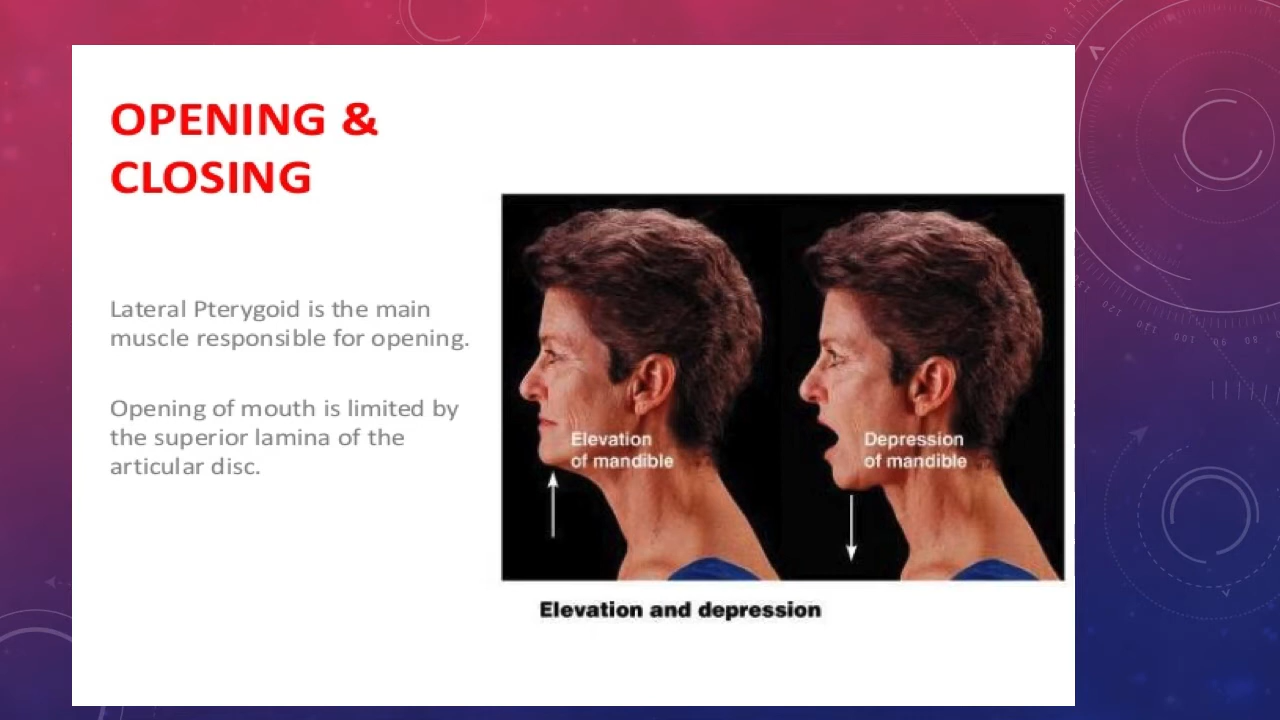 OPENING &
CLOSING
Lateral Pterygoid is the main
muscle responsible for opening.
Opening of mouth is limited by
the superior lamina of the
articular disc.
Elevation
of mandible
Depression
of mandible
Elevation and depression